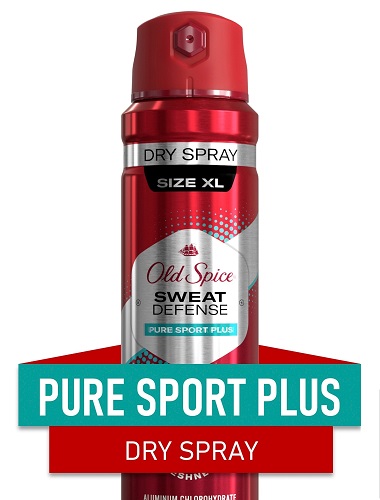 DRY SPRAY
SIZE XL
Old Spice
SWEAT
DEFENSE
PURE SPORT PLUS
PURE SPORT PLUS
DRY SPRAY
ALUMINUM CHLOROHYDRATE